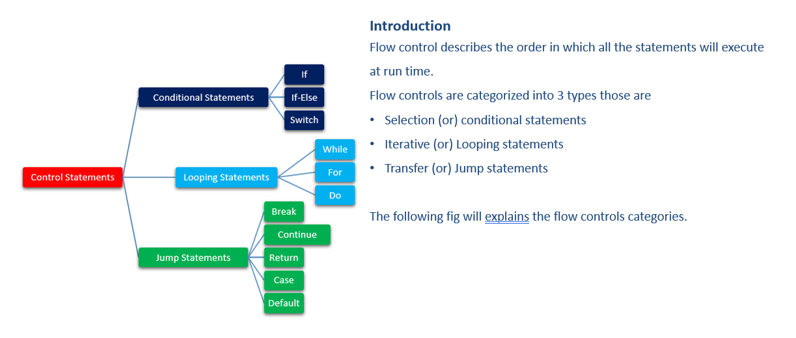 Introduction
Flow control describes the order in which all the statements will execute
at run time.
Flow controls are categorized into 3 types those are
• Selection (or) conditional statements
• Iterative (or) Looping statements
• Transfer (or) Jump statements
The following fig will explains the flow controls categories.
Control Statements
Conditional Statements
If
If-Else
Switch
Looping Statements
While
For
Do
Jump Statements
Break
Continue
Return
Case
Default